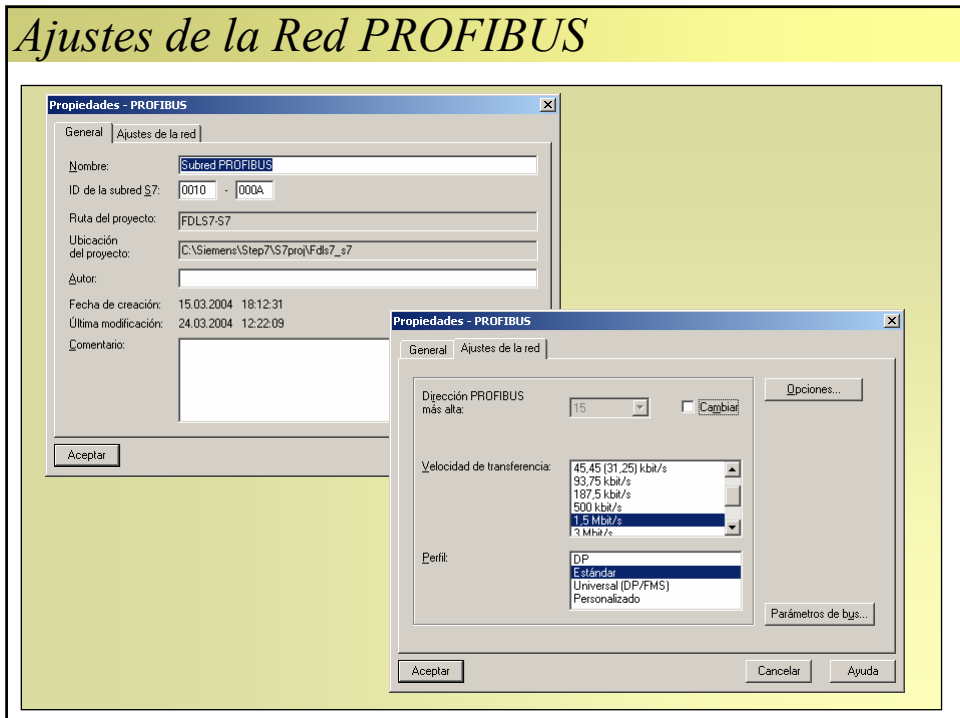 Ajustes de la Red PROFIBUS
Propiedades - PROFIBUS
General Ajustes de la red
Nombre: Subred PROFIBUS
ID de la subred S7: 0010 - 000A
Ruta del proyecto: FDLS7-S7
Ubicación
del proyecto: C:\Siemens\Step7\S7proj\Fdls7_s7
Autor:
Fecha de creación: 15.03.2004 18:12:31
Última modificación: 24.03.2004 12:22:09
Comentario:
Aceptar
Propiedades - PROFIBUS
General Ajustes de la red
Dirección PROFIBUS
más alta: 15 Cambiar
Opciones...
Velocidad de transferencia: 45,45 (31,25) kbit/s
93,75 kbit/s
187,5 kbit/s
500 kbit/s
1,5 Mbit/s
3 Mbit/s
Perfil: DP
Estándar
Universal (DP/FMS)
Personalizado
Parámetros de bus...
Aceptar Cancelar Ayuda